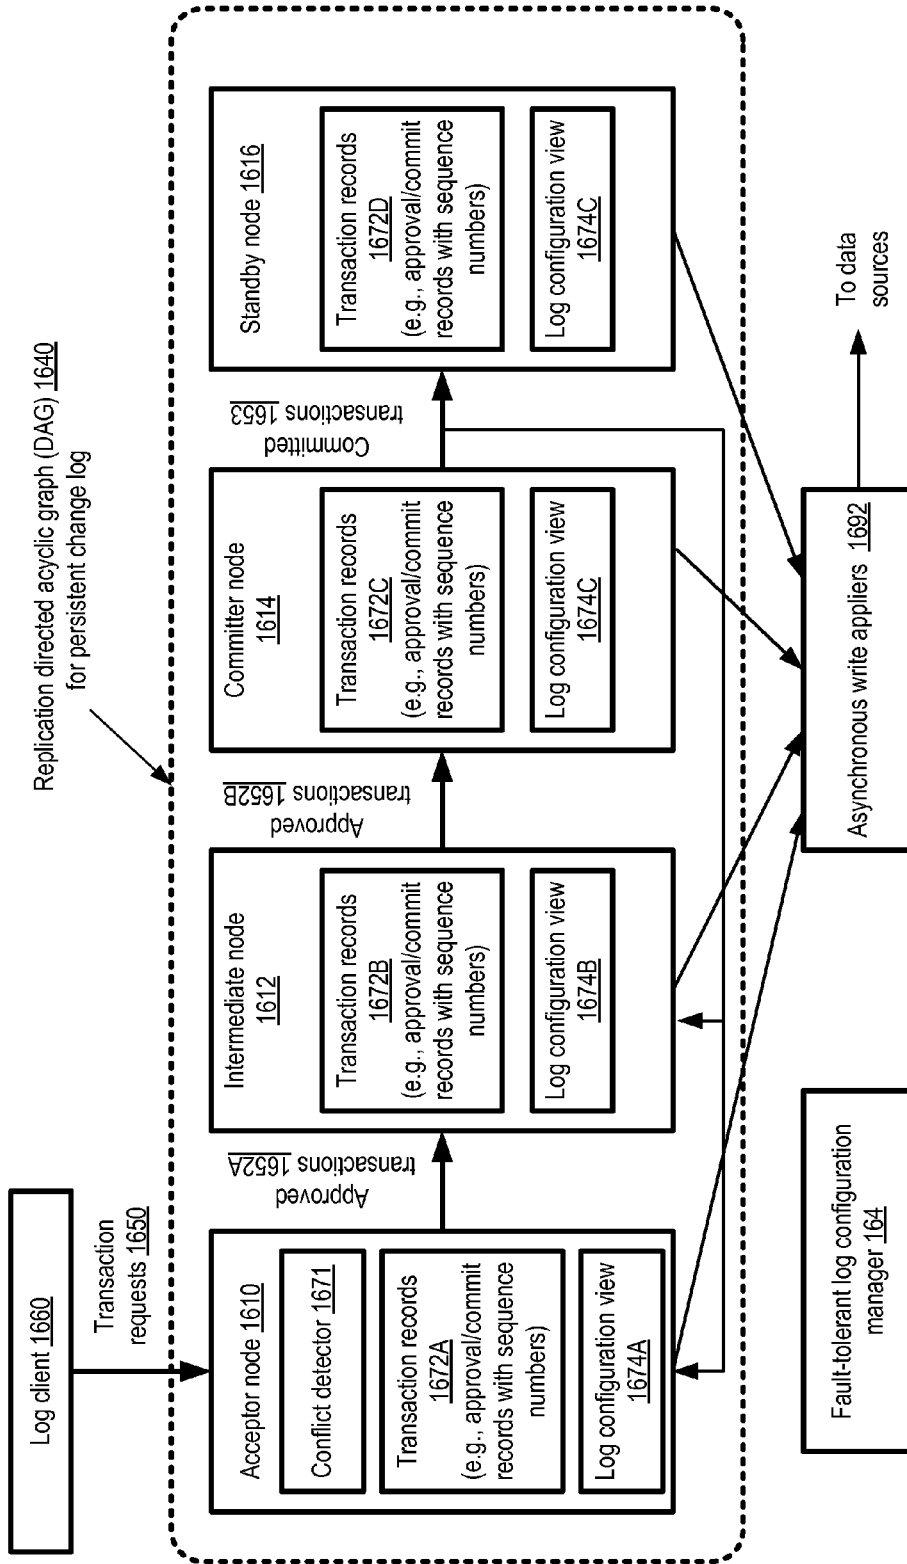 Log client 1660
Transaction
requests 1650
Replication directed acyclic graph (DAG) 1640
for persistent change log
Acceptor node 1610
Conflict detector 1671
Transaction records
1672A
(e.g., approval/commit
records with sequence
numbers)
Log configuration view
1674A
Approved
transactions 1652A
Intermediate node
1612
Transaction records
1672B
(e.g., approval/commit
records with sequence
numbers)
Log configuration view
1674B
Approved
transactions 1652B
Committer node
1614
Transaction records
1672C
(e.g., approval/commit
records with sequence
numbers)
Log configuration view
1674C
Committed
transactions 1653
Standby node 1616
Transaction records
1672D
(e.g., approval/commit
records with sequence
numbers)
Log configuration view
1674C
Fault-tolerant log configuration
manager 164
Asynchronous write appliers 1692
To data
sources